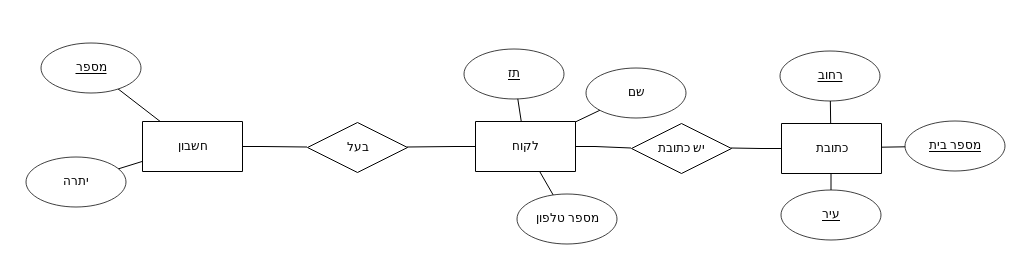 מספר
תז
רחוב
שם
חשבון
בעל
לקוח
יש כתובת
כתובת
מספר בית
יתרה
מספר טלפון
עיר